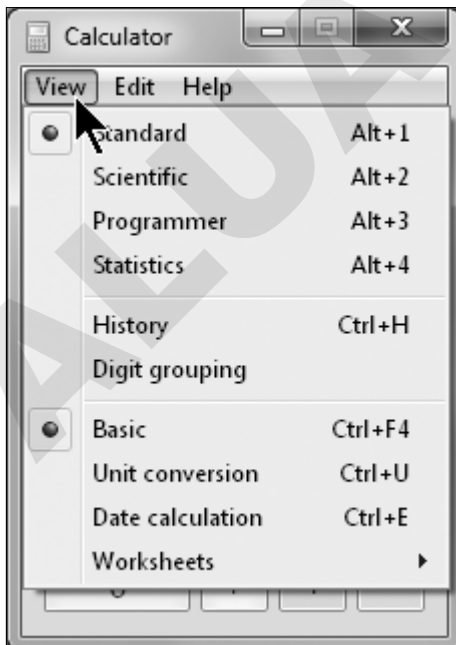 Calculator
View Edit Help
Standard Alt+1
Scientific Alt+2
Programmer Alt+3
Statistics Alt+4
History Ctrl+H
Digit grouping
Basic Ctrl+F4
Unit conversion Ctrl+U
Date calculation Ctrl+E
Worksheets